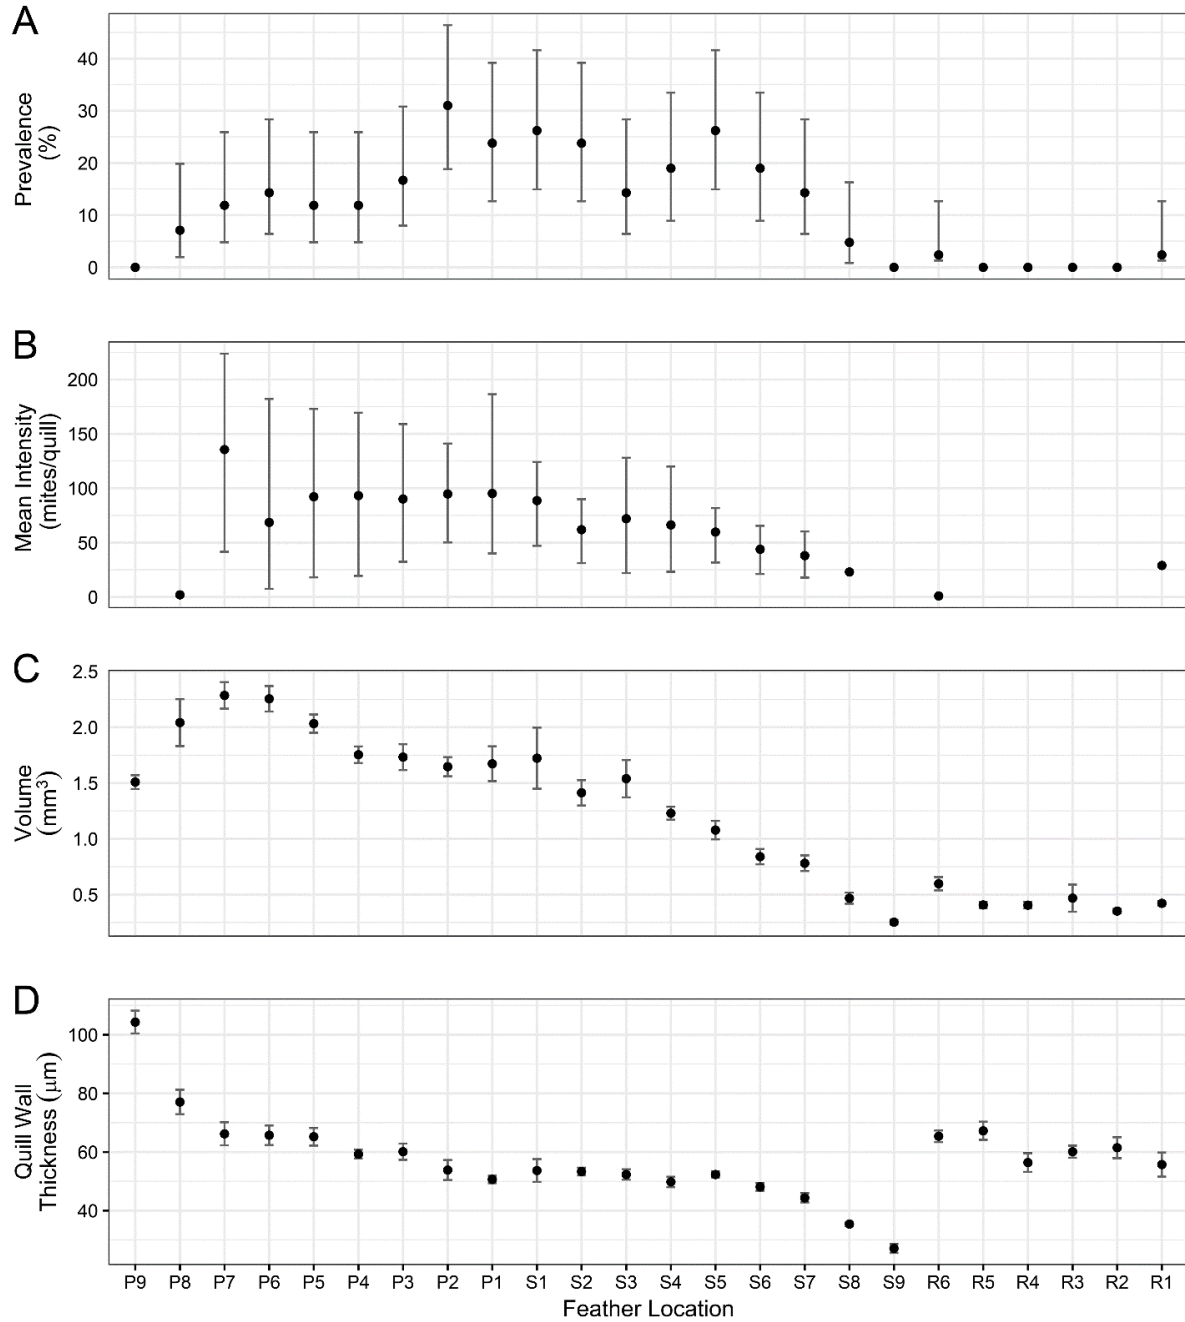 A
Prevalence
(%)
40
30
20
10
0
B
Mean Intensity
(mites/quill)
200
150
100
50
0
C
Volume
(mm³)
2.5
2.0
1.5
1.0
0.5
D
Quill Wall
Thickness (μm)
100
80
60
40
P9 P8 P7 P6 P5 P4 P3 P2 P1 S1 S2 S3 S4 S5 S6 S7 S8 S9 R6 R5 R4 R3 R2 R1
Feather Location